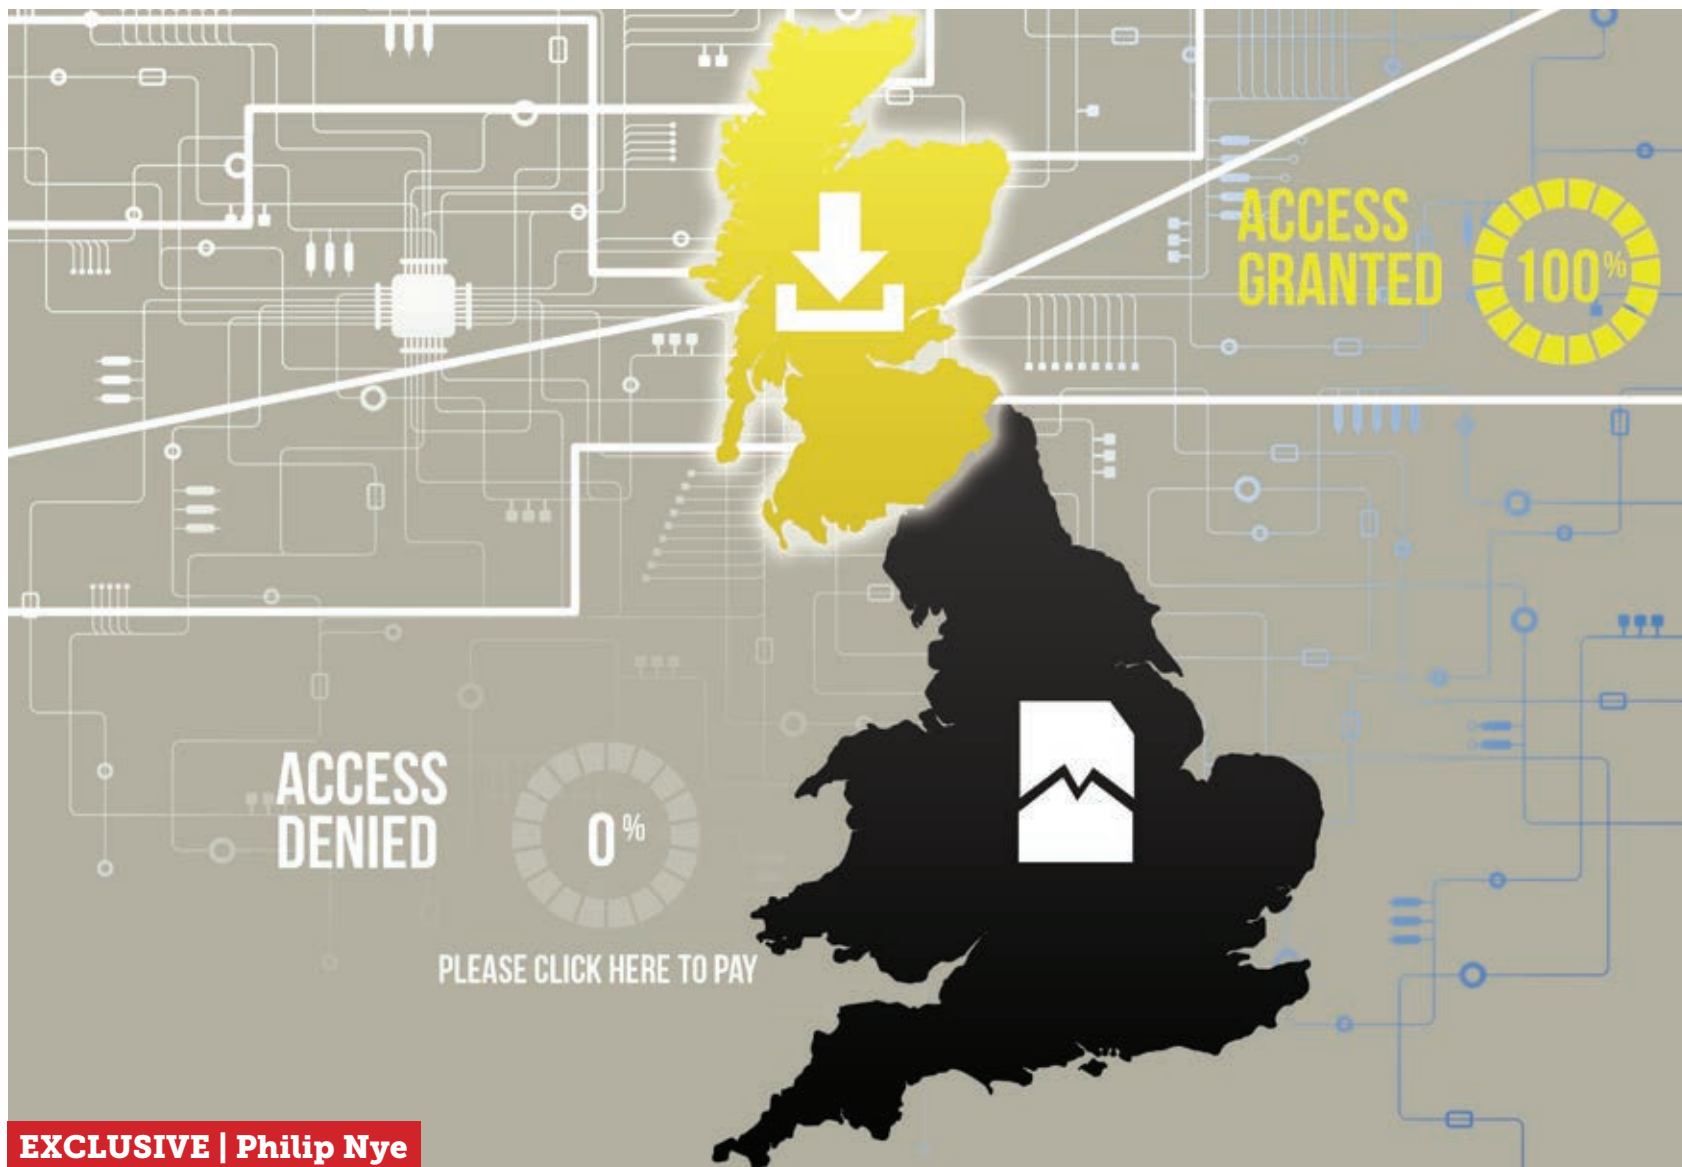 ACCESS
GRANTED
100%
ACCESS
DENIED
0%
PLEASE CLICK HERE TO PAY
EXCLUSIVE | Philip Nye